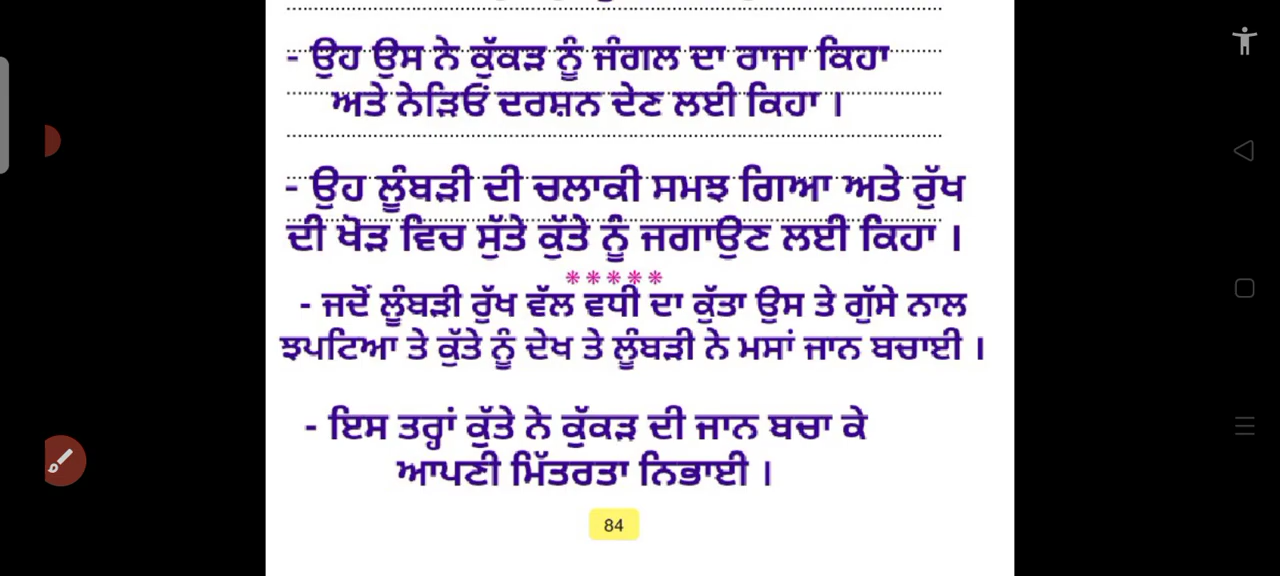 - ਉਹ ਉਸ ਨੇ ਕੁੱਕੜ ਨੂੰ ਜੰਗਲ ਦਾ ਰਾਜਾ ਕਿਹਾ
ਅਤੇ ਨੇੜਿਓਂ ਦਰਸ਼ਨ ਦੇਣ ਲਈ ਕਿਹਾ ।
- ਉਹ ਲੂੰਬੜੀ ਦੀ ਚਲਾਕੀ ਸਮਝ ਗਿਆ ਅਤੇ ਰੁੱਖ
ਦੀ ਖੋੜ ਵਿਚ ਸੁੱਤੇ ਕੁੱਤੇ ਨੂੰ ਜਗਾਉਣ ਲਈ ਕਿਹਾ ।
*****
- ਜਦੋਂ ਲੂੰਬੜੀ ਰੁੱਖ ਵੱਲ ਵਧੀ ਦਾ ਕੁੱਤਾ ਉਸ ਤੇ ਗੁੱਸੇ ਨਾਲ
ਝਪਟਿਆ ਤੇ ਕੁੱਤੇ ਨੂੰ ਦੇਖ ਤੇ ਲੂੰਬੜੀ ਨੇ ਮਸਾਂ ਜਾਨ ਬਚਾਈ ।
- ਇਸ ਤਰ੍ਹਾਂ ਕੁੱਤੇ ਨੇ ਕੁੱਕੜ ਦੀ ਜਾਨ ਬਚਾ ਕੇ
ਆਪਣੀ ਮਿੱਤਰਤਾ ਨਿਭਾਈ ।
84